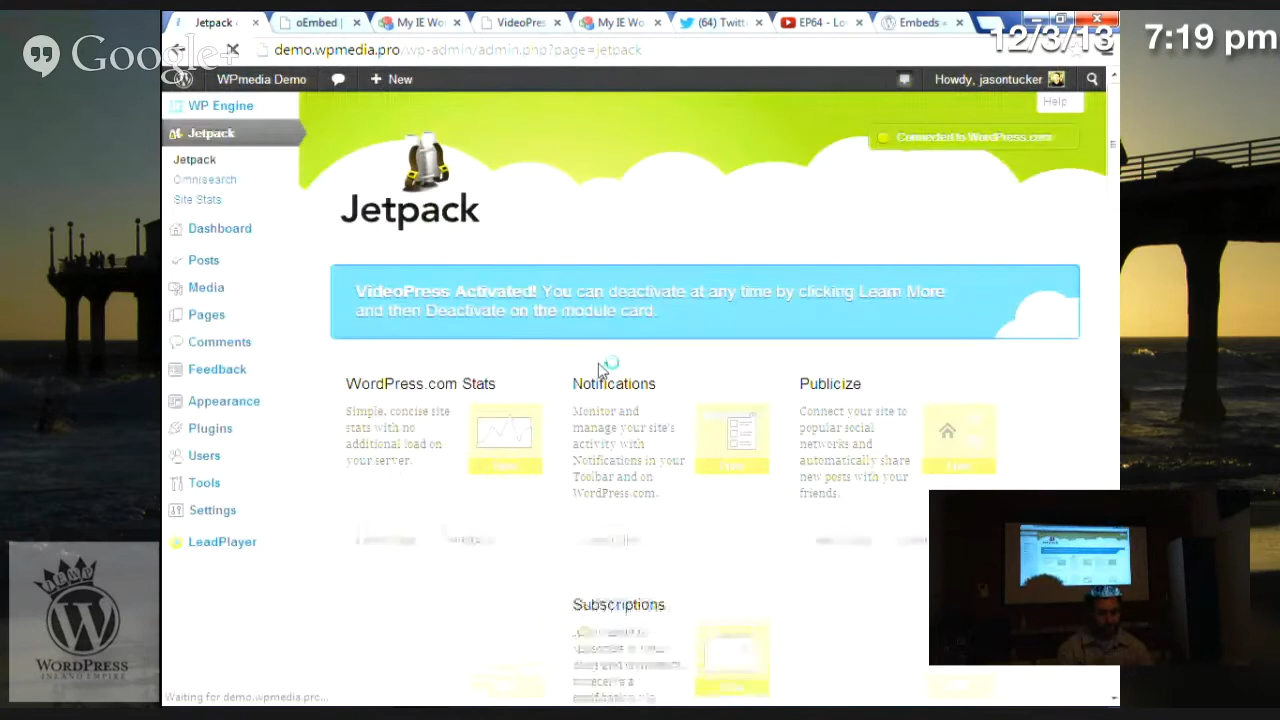 Google+
12/3/13
7:19 pm
Jetpack
oEmbed
My IE Wo
VideoPres
My IE Wo
(64) Twitt
EP64 - Lo
Embeds «
demo.wpmedia.pro/wp-admin/admin.php?page=jetpack
WPmedia Demo
New
Howdy, jasontucker
Help
WP Engine
Jetpack
Jetpack
Omnisearch
Site Stats
Dashboard
Posts
Media
Pages
Comments
Feedback
Appearance
Plugins
Users
Tools
Settings
LeadPlayer
Connected to WordPress.com
Jetpack
VideoPress Activated! You can deactivate at any time by clicking Learn More
and then Deactivate on the module card.
WordPress.com Stats
Simple, concise site
stats with no
additional load on
your server.
Notifications
Monitor and
manage your site's
activity with
Notifications in your
Toolbar and on
WordPress.com.
Publicize
Connect your site to
popular social
networks and
automatically share
new posts with your
friends.
Subscriptions
WORDPRESS
INLAND EMPIRE
Waiting for demo.wpmedia.pro...